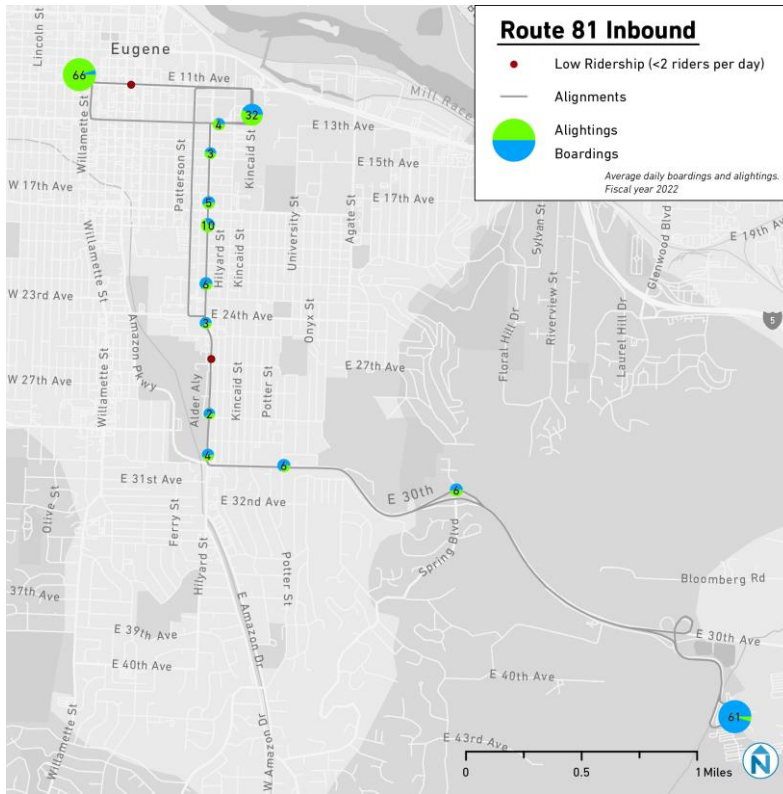 Route 81 Inbound
Low Ridership (<2 riders per day)
Alignments
Alightings
Boardings
Average daily boardings and alightings.
Fiscal year 2022
Lincoln St
Eugene
66
E 11th Ave
Mill Race
Willamette St
32
4
E 13th Ave
Patterson St
Kincaid St
3
E 15th Ave
W 17th Ave
E 17th Ave
5
10
Willamette St
Hilyard St
Kincaid St
University St
Agate St
Sylvan St
Riverview St
Glenwood Blvd
E 19th Ave
W 23rd Ave
6
E 24th Ave
3
Onyx St
Floral Hill Dr
Laurel Hill Dr
5
Amazon Pkwy
E 27th Ave
W 27th Ave
Willamette St
Alder Aly
Kincaid St
Potter St
2
4
6
E 31st Ave
E 30th
6
E 32nd Ave
Olive St
Ferry St
Hilyard St
Potter St
Spring Blvd
Bloomberg Rd
37th Ave
E Amazon Dr
E 39th Ave
E 30th Ave
E 40th Ave
E 40th Ave
61
Willamette St
W Amazon Dr
E 43rd Ave
0
0.5
1 Miles
N